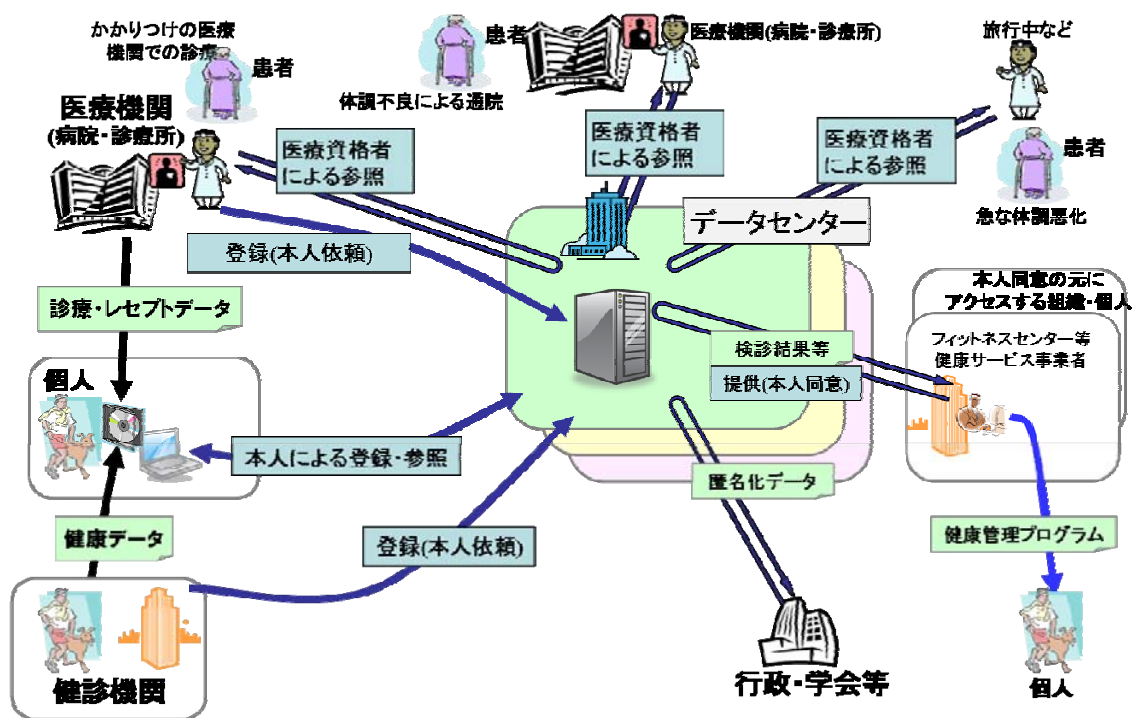 かかりつけの医療
機関での診療
患者
医療機関
(病院・診療所)
患者
体調不良による通院
医療機関(病院・診療所)
旅行中など
患者
急な体調悪化
医療資格者
による参照
医療資格者
による参照
医療資格者
による参照
データセンター
登録(本人依頼)
診療・レセプトデータ
本人同意の元に
アクセスする組織・個人
フィットネスセンター等
健康サービス事業者
検診結果等
提供(本人同意)
個人
本人による登録・参照
匿名化データ
健康データ
登録(本人依頼)
健康管理プログラム
健診機関
行政・学会等
個人